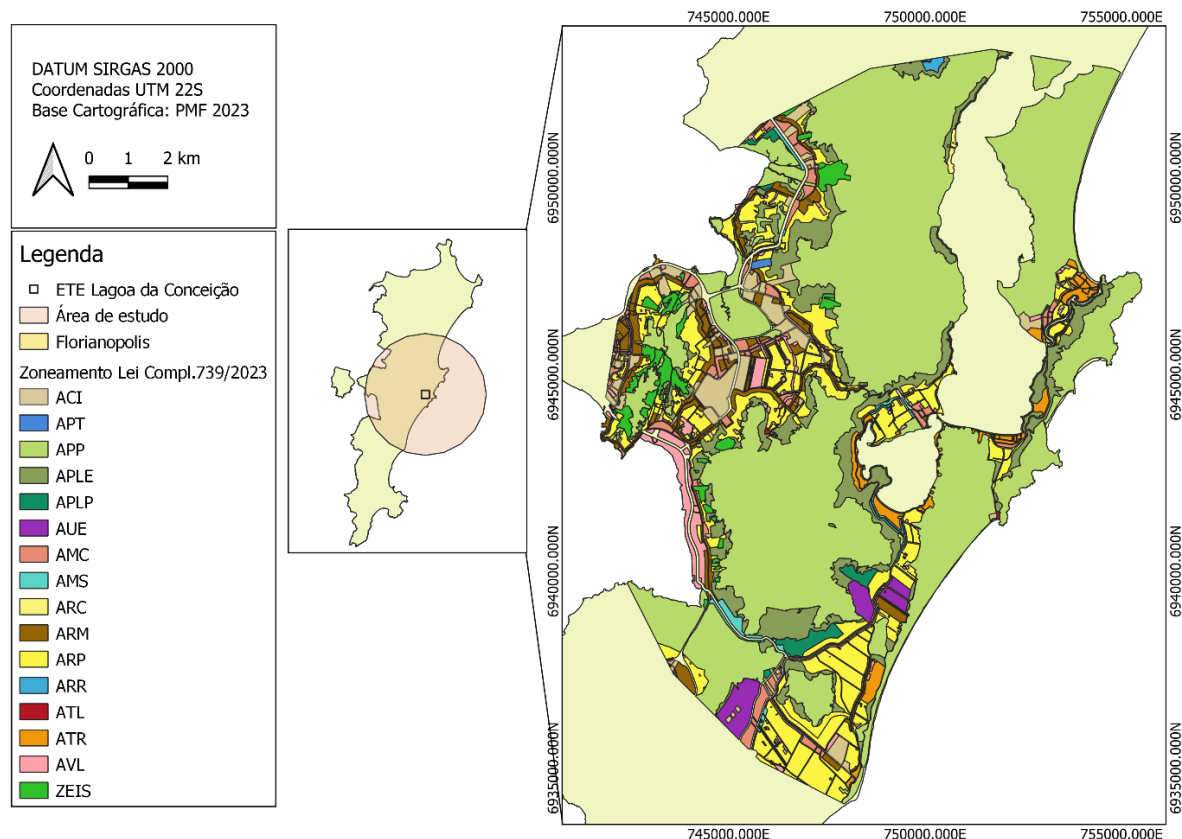 DATUM SIRGAS 2000
Coordenadas UTM 22S
Base Cartográfica: PMF 2023
0 1 2 km
Legenda
ETE Lagoa da Conceição
Área de estudo
Florianopolis
Zoneamento Lei Compl.739/2023
ACI
APT
APP
APLE
APLP
AUE
AMC
AMS
ARC
ARM
ARP
ARR
ATL
ATR
AVL
ZEIS
745000.000E 750000.000E 755000.000E
6950000.000N
6945000.000N
6940000.000N
6935000.000N
6950000.000N
6945000.000N
6940000.000N
6935000.000N
745000.000E 750000.000E 755000.000E